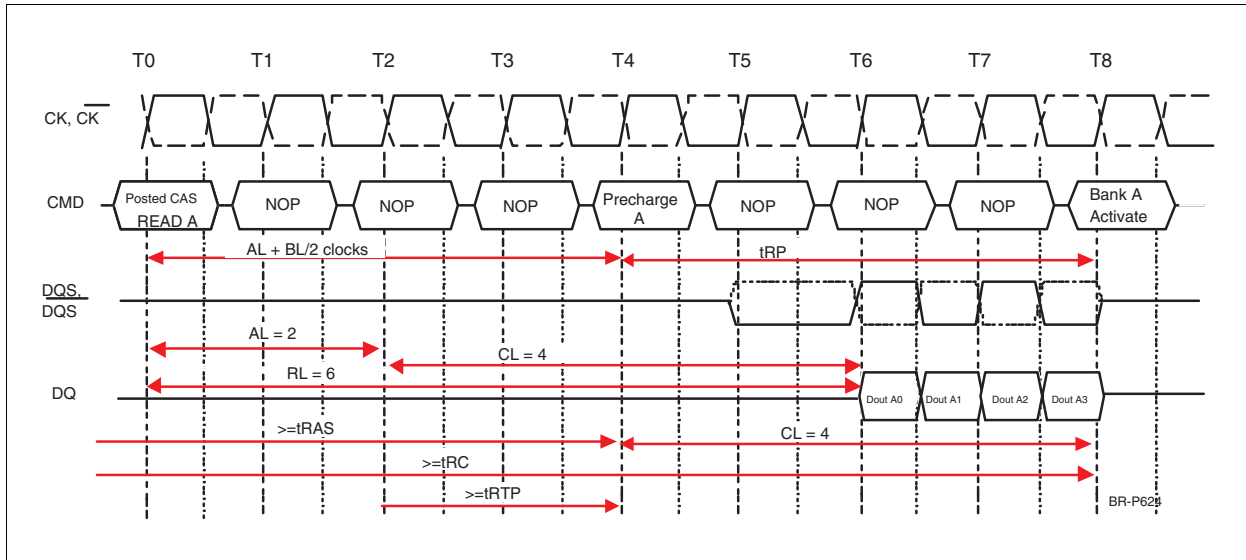 T0 T1 T2 T3 T4 T5 T6 T7 T8
CK, CK
CMD
Posted CAS
READ A
NOP
NOP
NOP
Precharge
A
NOP
NOP
NOP
Bank A
Activate
AL + BL/2 clocks
tRP
DQS,
DQS
AL = 2
CL = 4
RL = 6
DQ
Dout A0
Dout A1
Dout A2
Dout A3
>=tRAS
CL = 4
>=tRC
>=tRTP
BR-P624